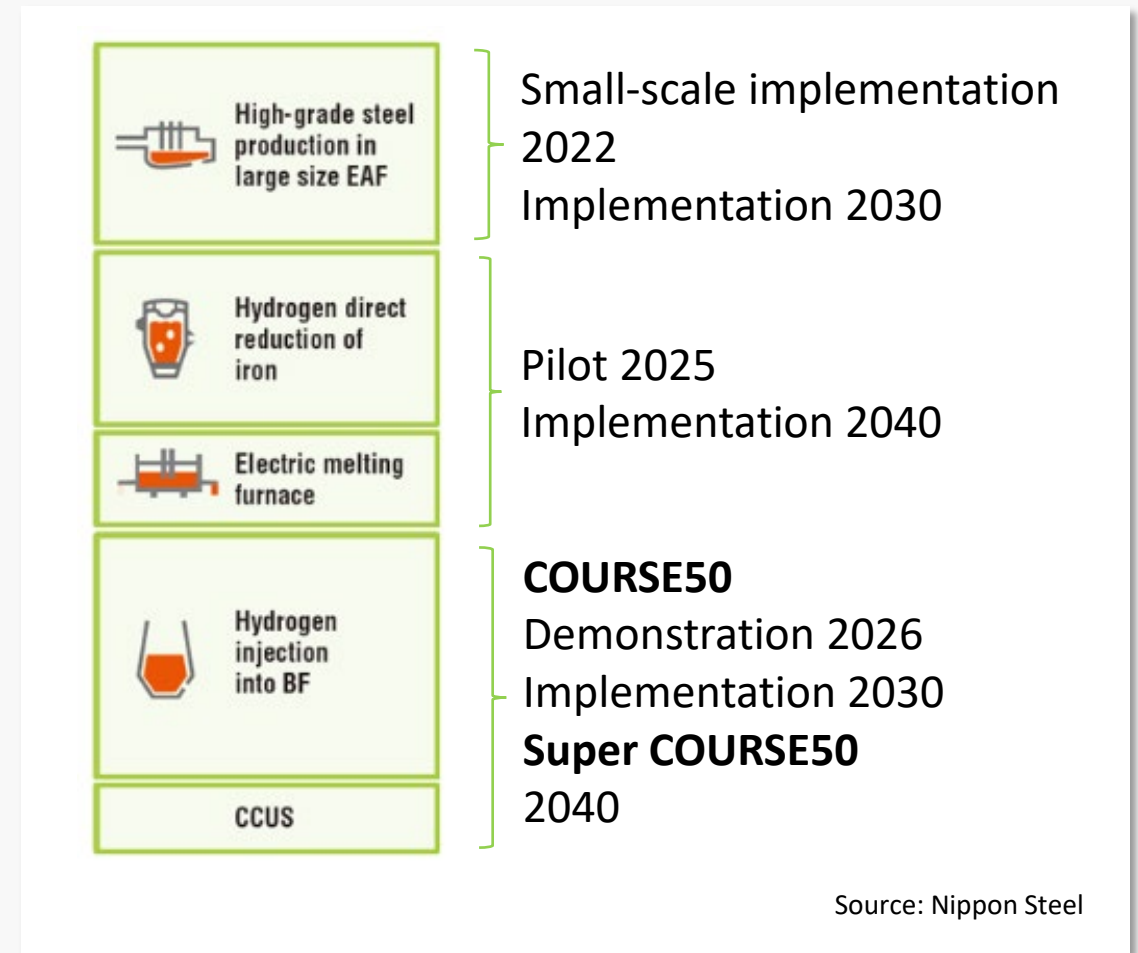 High-grade steel
production in
large size EAF
Small-scale implementation
2022
Implementation 2030
Hydrogen direct
reduction of
iron
Electric melting
furnace
Pilot 2025
Implementation 2040
Hydrogen
injection
into BF
CCUS
COURSE50
Demonstration 2026
Implementation 2030
Super COURSE50
2040
Source: Nippon Steel